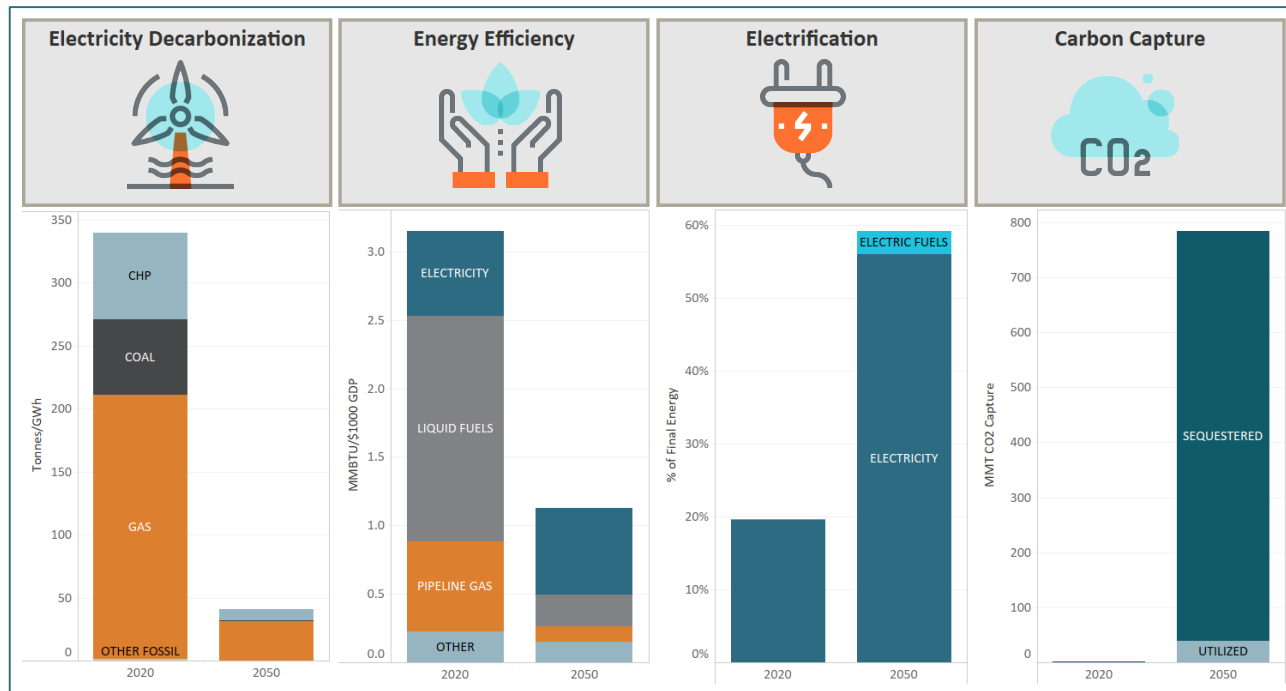 Electricity Decarbonization
Energy Efficiency
Electrification
Carbon Capture
CO2
Tonnes/GWh
350
300
250
200
150
100
50
0
CHP
COAL
GAS
OTHER FOSSIL
2020
2050
MMBTU/$1000 GDP
3.0
2.5
2.0
1.5
1.0
0.5
0.0
ELECTRICITY
LIQUID FUELS
PIPELINE GAS
OTHER
2020
2050
% of Final Energy
60%
50%
40%
30%
20%
10%
0%
ELECTRIC FUELS
ELECTRICITY
2020
2050
MMT CO2 Capture
800
700
600
500
400
300
200
100
0
SEQUESTERED
UTILIZED
2020
2050